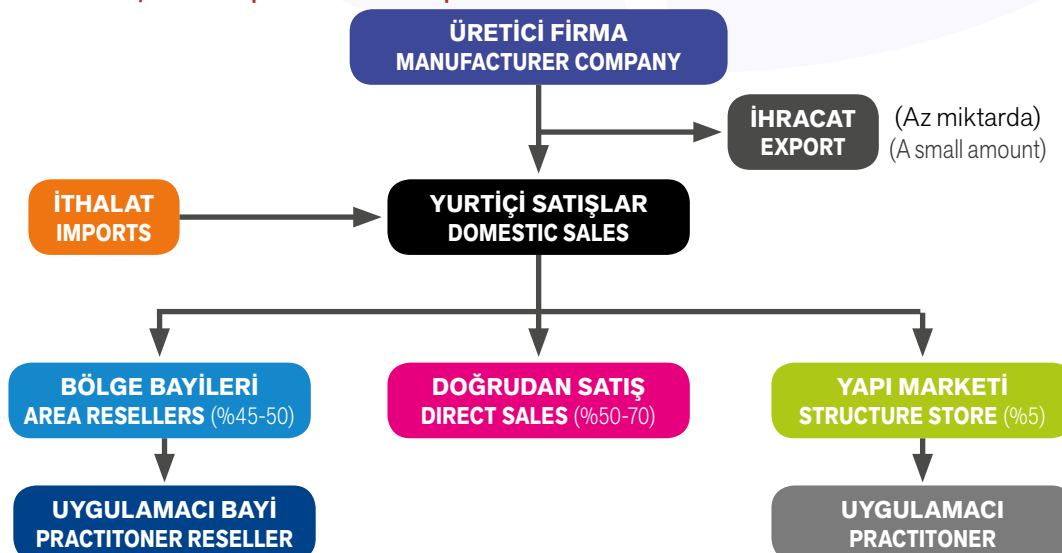 ÜRETİCİ FİRMA
MANUFACTURER COMPANY
İHRACAT
EXPORT
(Az miktarda)
(A small amount)
İTHALAT
IMPORTS
YURTİÇİ SATIŞLAR
DOMESTIC SALES
BÖLGE BAYİLERİ
AREA RESELLERS (%45-50)
DOĞRUDAN SATIŞ
DIRECT SALES (%50-70)
YAPI MARKETİ
STRUCTURE STORE (%5)
UYGULAMACI BAYİ
PRACTITONER RESELLER
UYGULAMACI
PRACTITONER